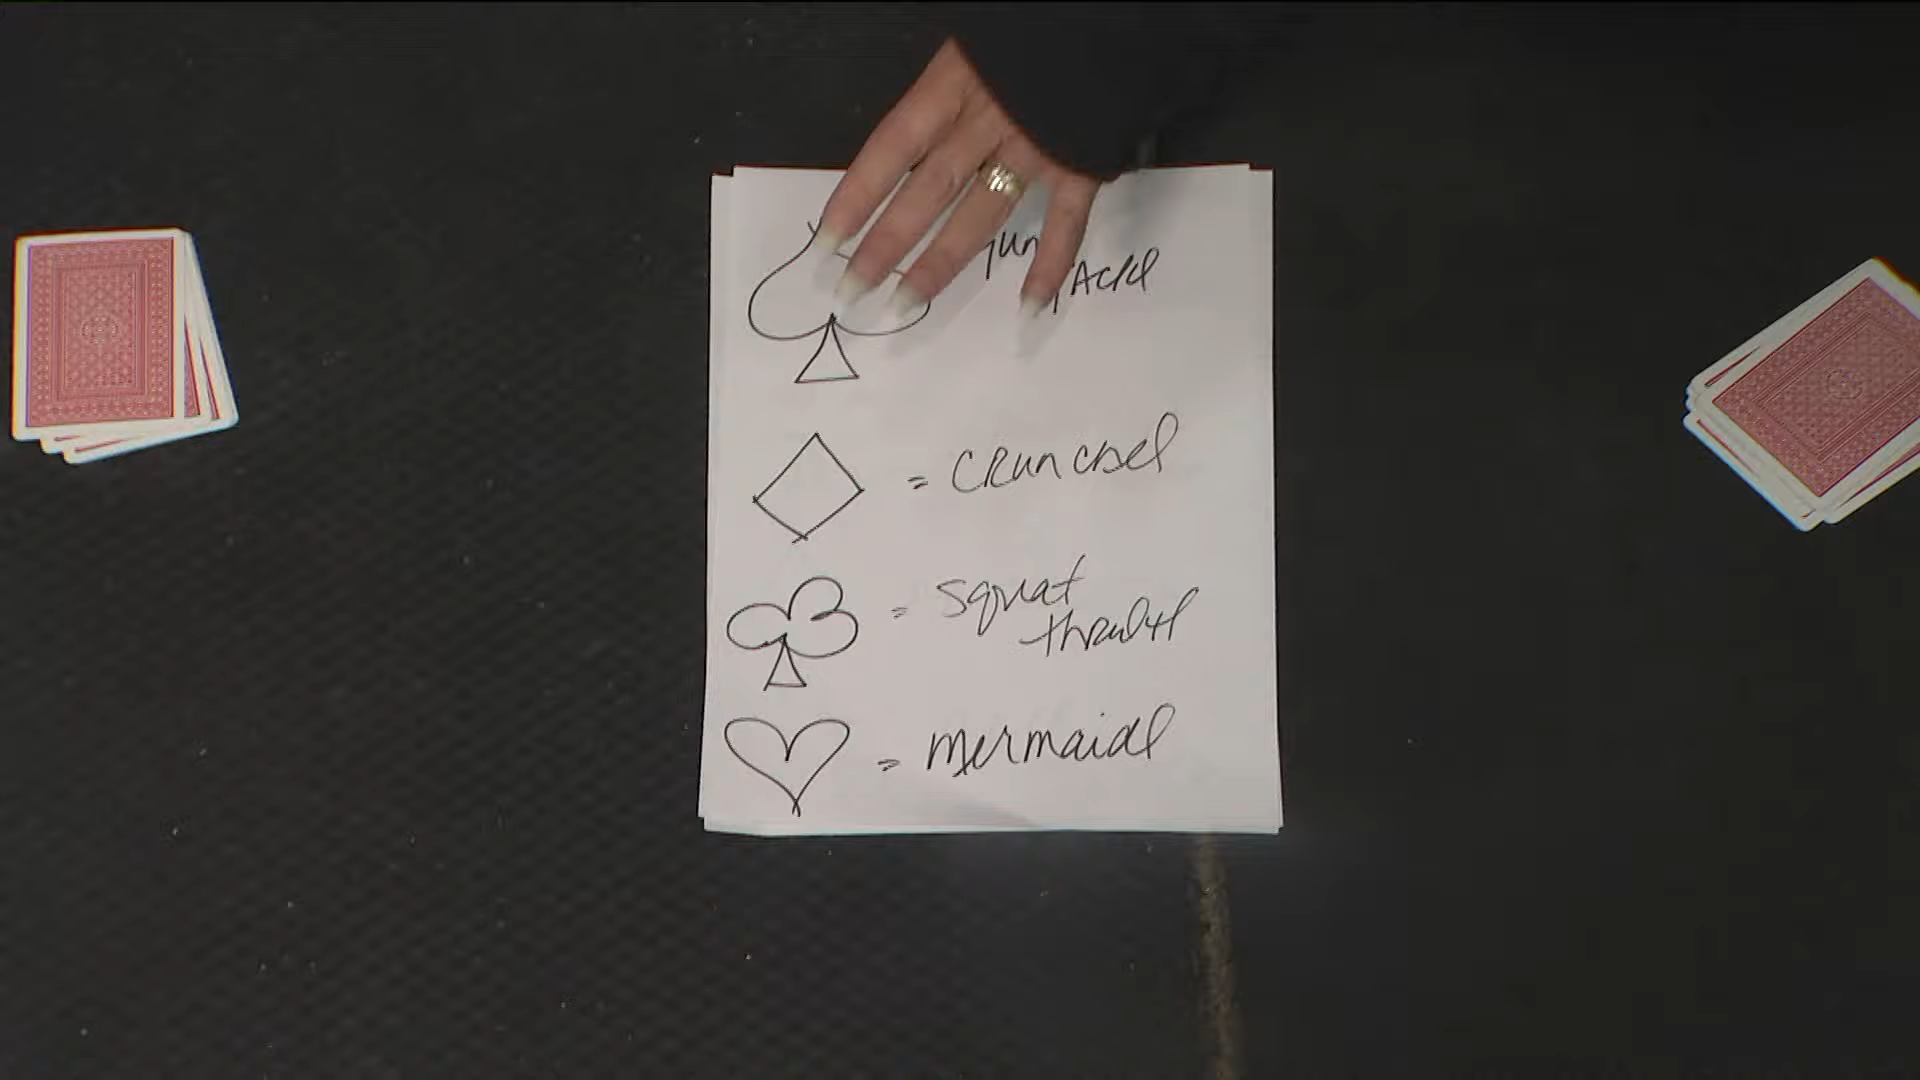 = crunches
= squat
thrusts
= mermaids